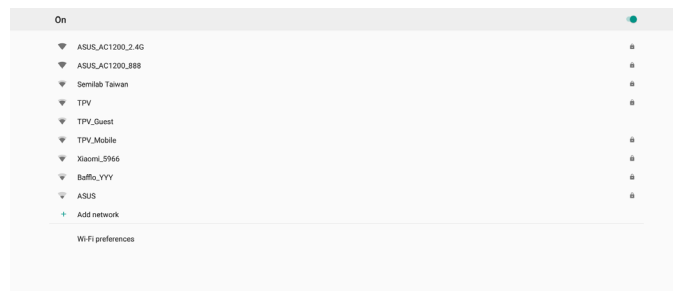 On
ASUS_AC1200_2.4G
ASUS_AC1200_888
Semilab Taiwan
TPV
TPV_Guest
TPV_Mobile
Xiaomi_5966
Bafflo_YYY
ASUS
Add network
Wi-Fi preferences